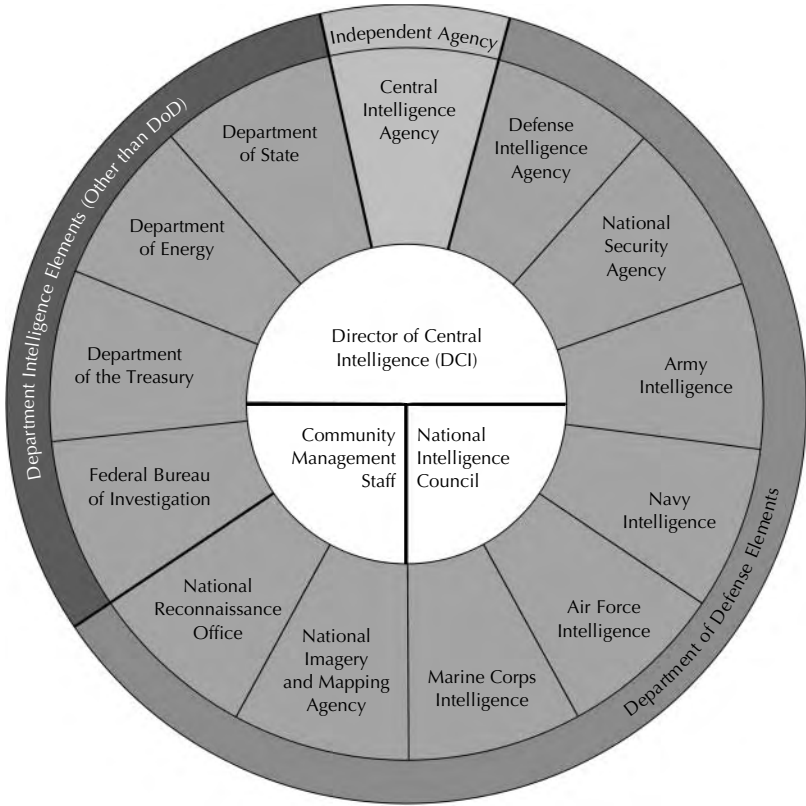 Independent Agency
Central
Intelligence
Agency
Defense
Intelligence
Agency
National
Security
Agency
Army
Intelligence
Navy
Intelligence
Air Force
Intelligence
Marine Corps
Intelligence
National
Imagery
and Mapping
Agency
National
Reconnaissance
Office
Federal Bureau
of Investigation
Department
of the Treasury
Department
of Energy
Department
of State
Department Intelligence Elements (Other than DoD)
Department of Defense Elements
Director of Central
Intelligence (DCI)
Community
Management
Staff
National
Intelligence
Council